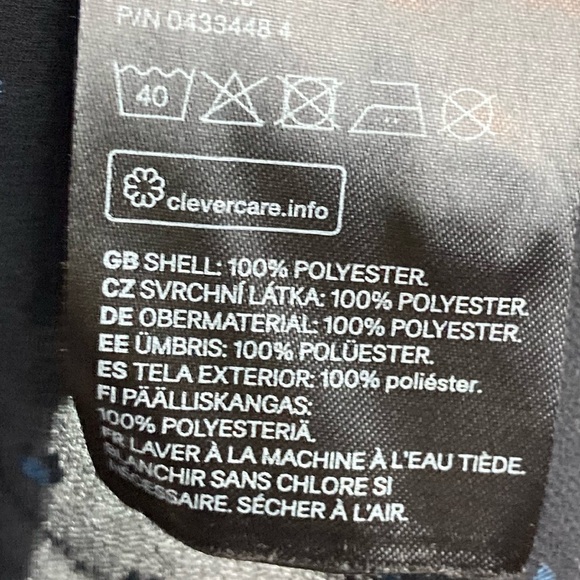 P/N 0433448 4
40
clevercare.info
GB SHELL: 100% POLYESTER.
CZ SVRCHNÍ LÁTKA: 100% POLYESTER.
DE OBERMATERIAL: 100% POLYESTER.
EE ÜMBRIS: 100% POLÜESTER.
ES TELA EXTERIOR: 100% poliéster.
FI PÄÄLLISKANGAS:
100% POLYESTERIÄ.
FR LAVER À LA MACHINE À L'EAU TIÈDE.
BLANCHIR SANS CHLORE SI
NÉCESSAIRE. SÉCHER À L'AIR.